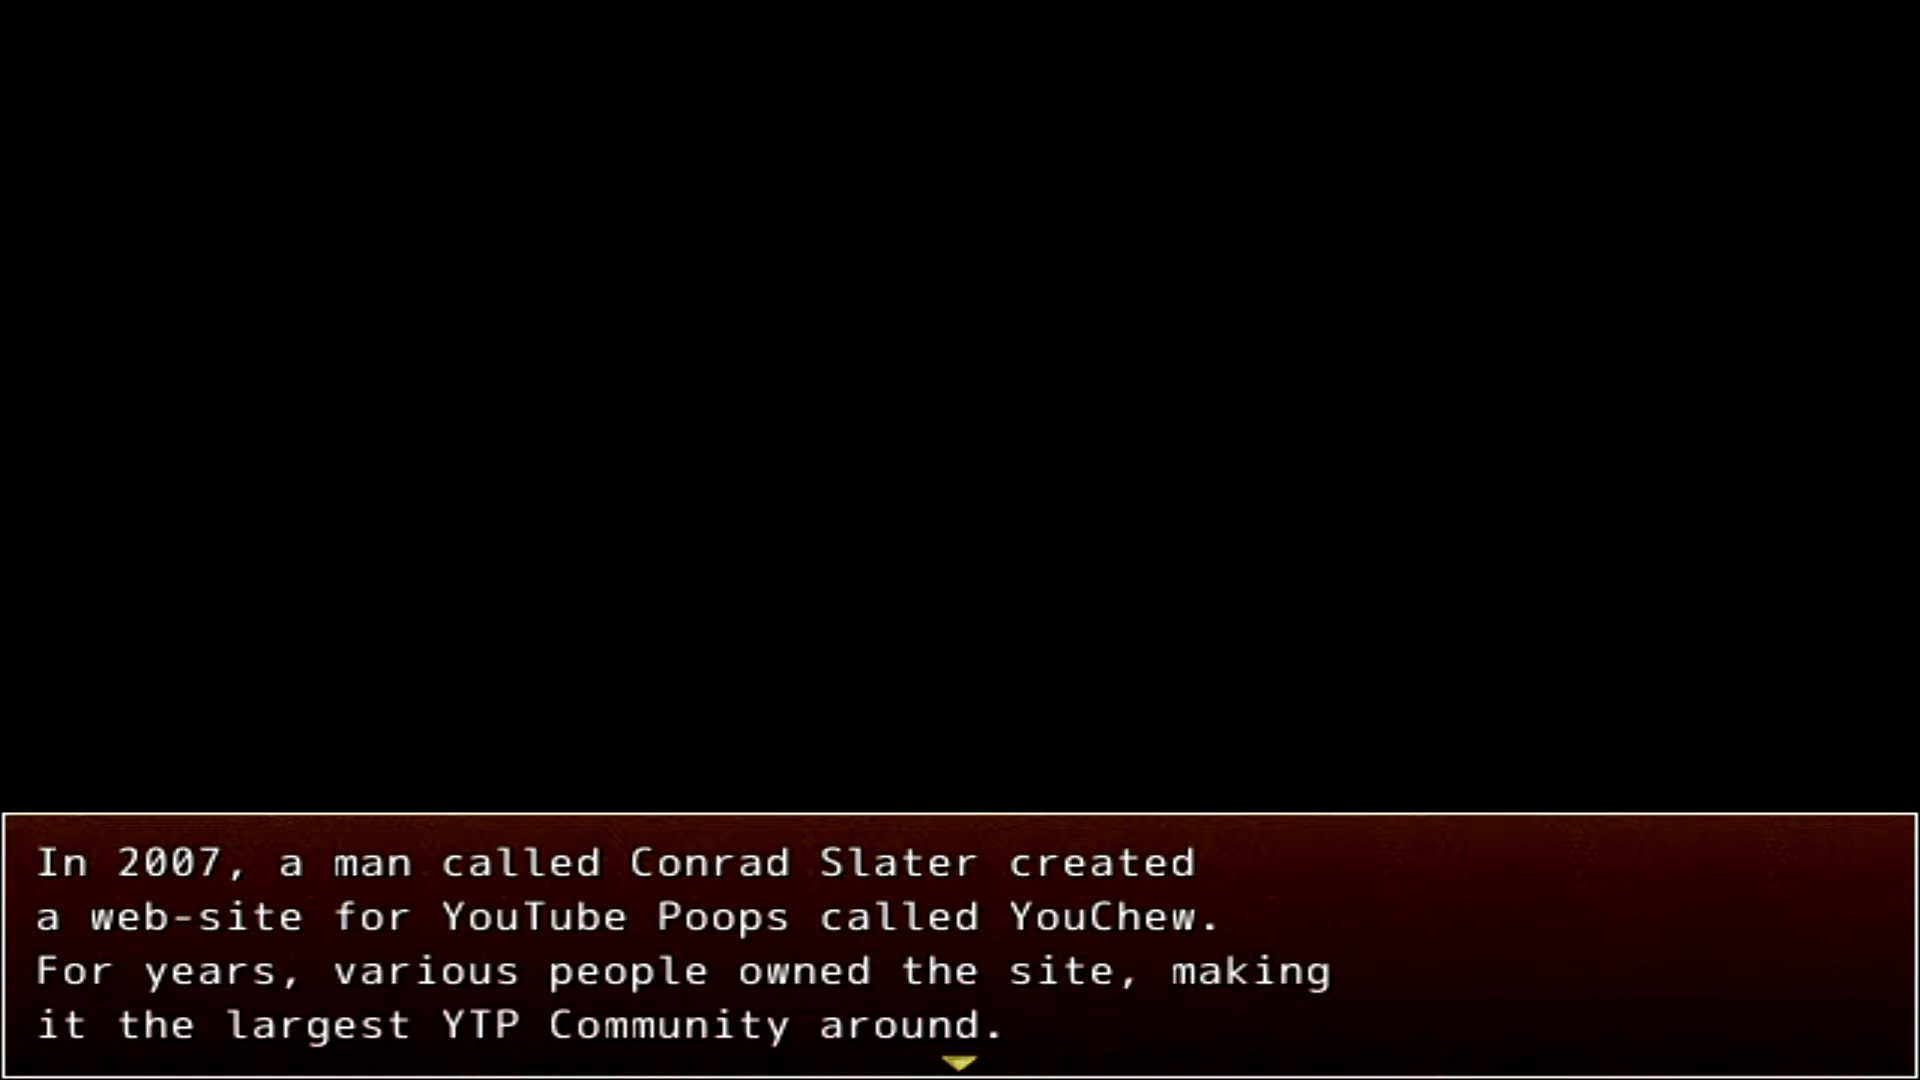 In 2007, a man called Conrad Slater created
a web-site for YouTube Poops called YouChew.
For years, various people owned the site, making
it the largest YTP Community around.